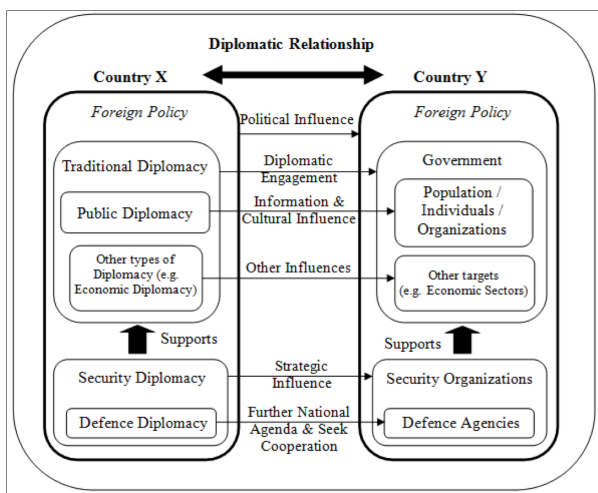 Diplomatic Relationship
Country X
Country Y
Foreign Policy
Foreign Policy
Political Influence
Traditional Diplomacy
Diplomatic
Engagement
Government
Public Diplomacy
Information &
Cultural Influence
Population /
Individuals /
Organizations
Other types of
Diplomacy (e.g.
Economic Diplomacy)
Other Influences
Other targets
(e.g. Economic Sectors)
Supports
Supports
Security Diplomacy
Strategic
Influence
Security Organizations
Defence Diplomacy
Further National
Agenda & Seek
Cooperation
Defence Agencies